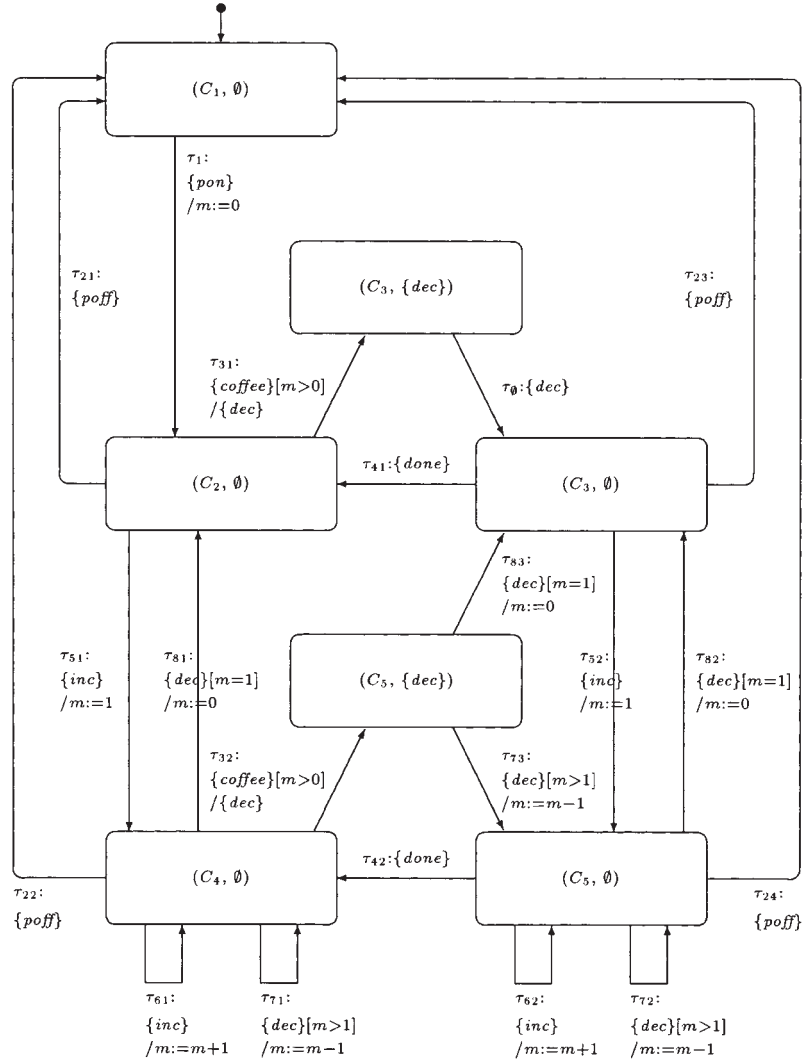 (C₁, ∅)
τ₁:
{pon}
/m:=0
(C₃, {dec})
τ₂₁:
{poff}
τ₂₃:
{poff}
τ₃₁:
{coffee}[m>0]
/{dec}
τ∅:{dec}
(C₂, ∅)
τ₄₁:{done}
(C₃, ∅)
τ₈₃:
{dec}[m=1]
/m:=0
τ₅₁:
{inc}
/m:=1
τ₈₁:
{dec}[m=1]
/m:=0
(C₅, {dec})
τ₅₂:
{inc}
/m:=1
τ₈₂:
{dec}[m=1]
/m:=0
τ₃₂:
{coffee}[m>0]
/{dec}
τ₇₃:
{dec}[m>1]
/m:=m−1
(C₄, ∅)
τ₄₂:{done}
(C₅, ∅)
τ₂₂:
{poff}
τ₂₄:
{poff}
τ₆₁:
{inc}
/m:=m+1
τ₇₁:
{dec}[m>1]
/m:=m−1
τ₆₂:
{inc}
/m:=m+1
τ₇₂:
{dec}[m>1]
/m:=m−1